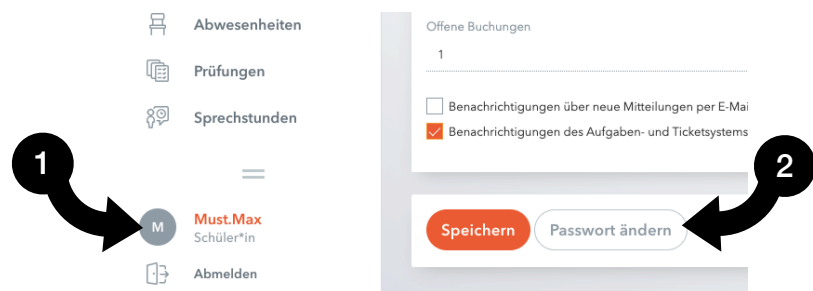 Abwesenheiten
Prüfungen
Sprechstunden
1
M
Must.Max
Schüler*in
Abmelden
Offene Buchungen
1
Benachrichtigungen über neue Mitteilungen per E-Mai
Benachrichtigungen des Aufgaben- und Ticketsystems
2
Speichern Passwort ändern